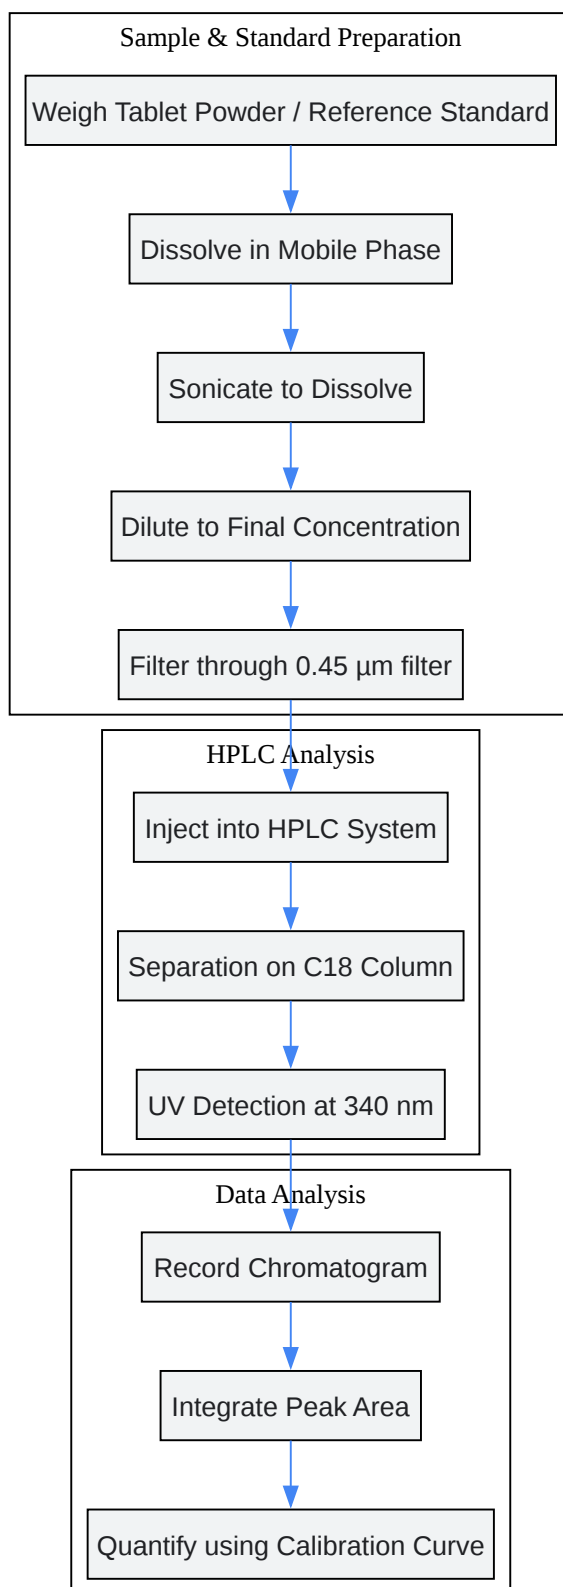 Sample & Standard Preparation
Weigh Tablet Powder / Reference Standard
Dissolve in Mobile Phase
Sonicate to Dissolve
Dilute to Final Concentration
Filter through 0.45 µm filter
HPLC Analysis
Inject into HPLC System
Separation on C18 Column
UV Detection at 340 nm
Data Analysis
Record Chromatogram
Integrate Peak Area
Quantify using Calibration Curve